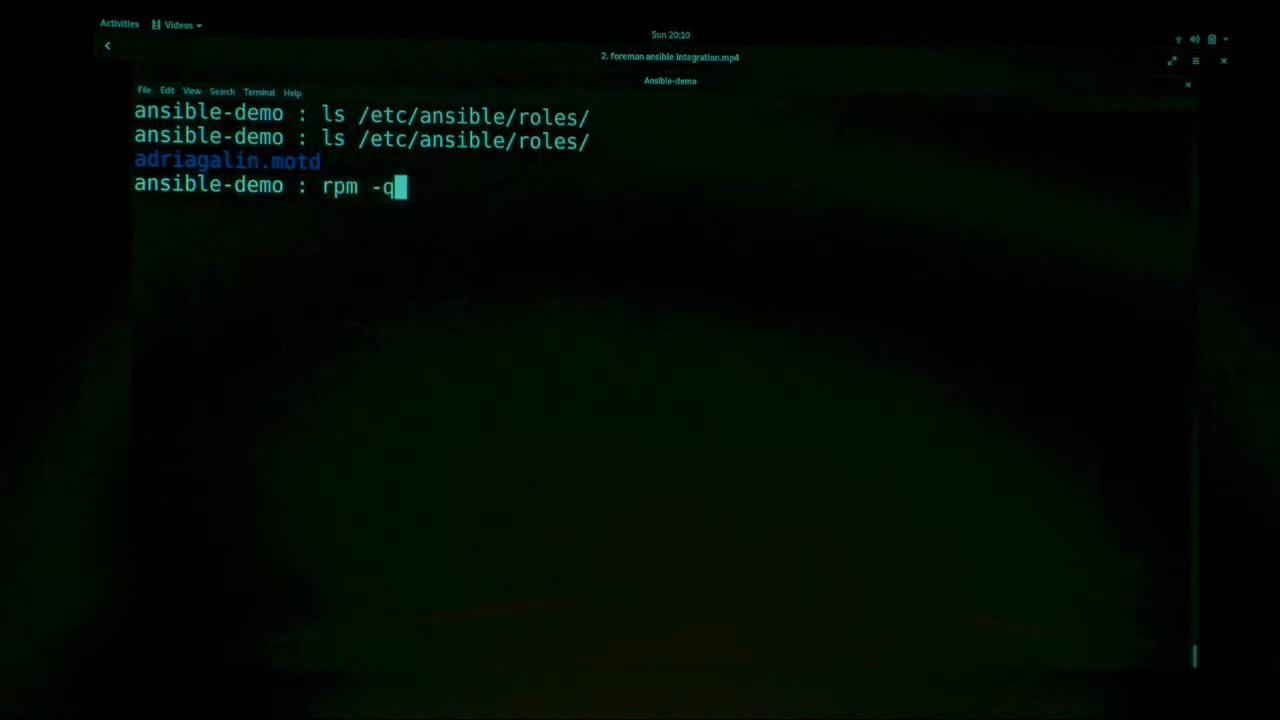 Activities Videos
Sun 20:10
2. foreman ansible integration.mp4
Ansible-demo
File Edit View Search Terminal Help
ansible-demo : ls /etc/ansible/roles/
ansible-demo : ls /etc/ansible/roles/
adriagalin.motd
ansible-demo : rpm -q